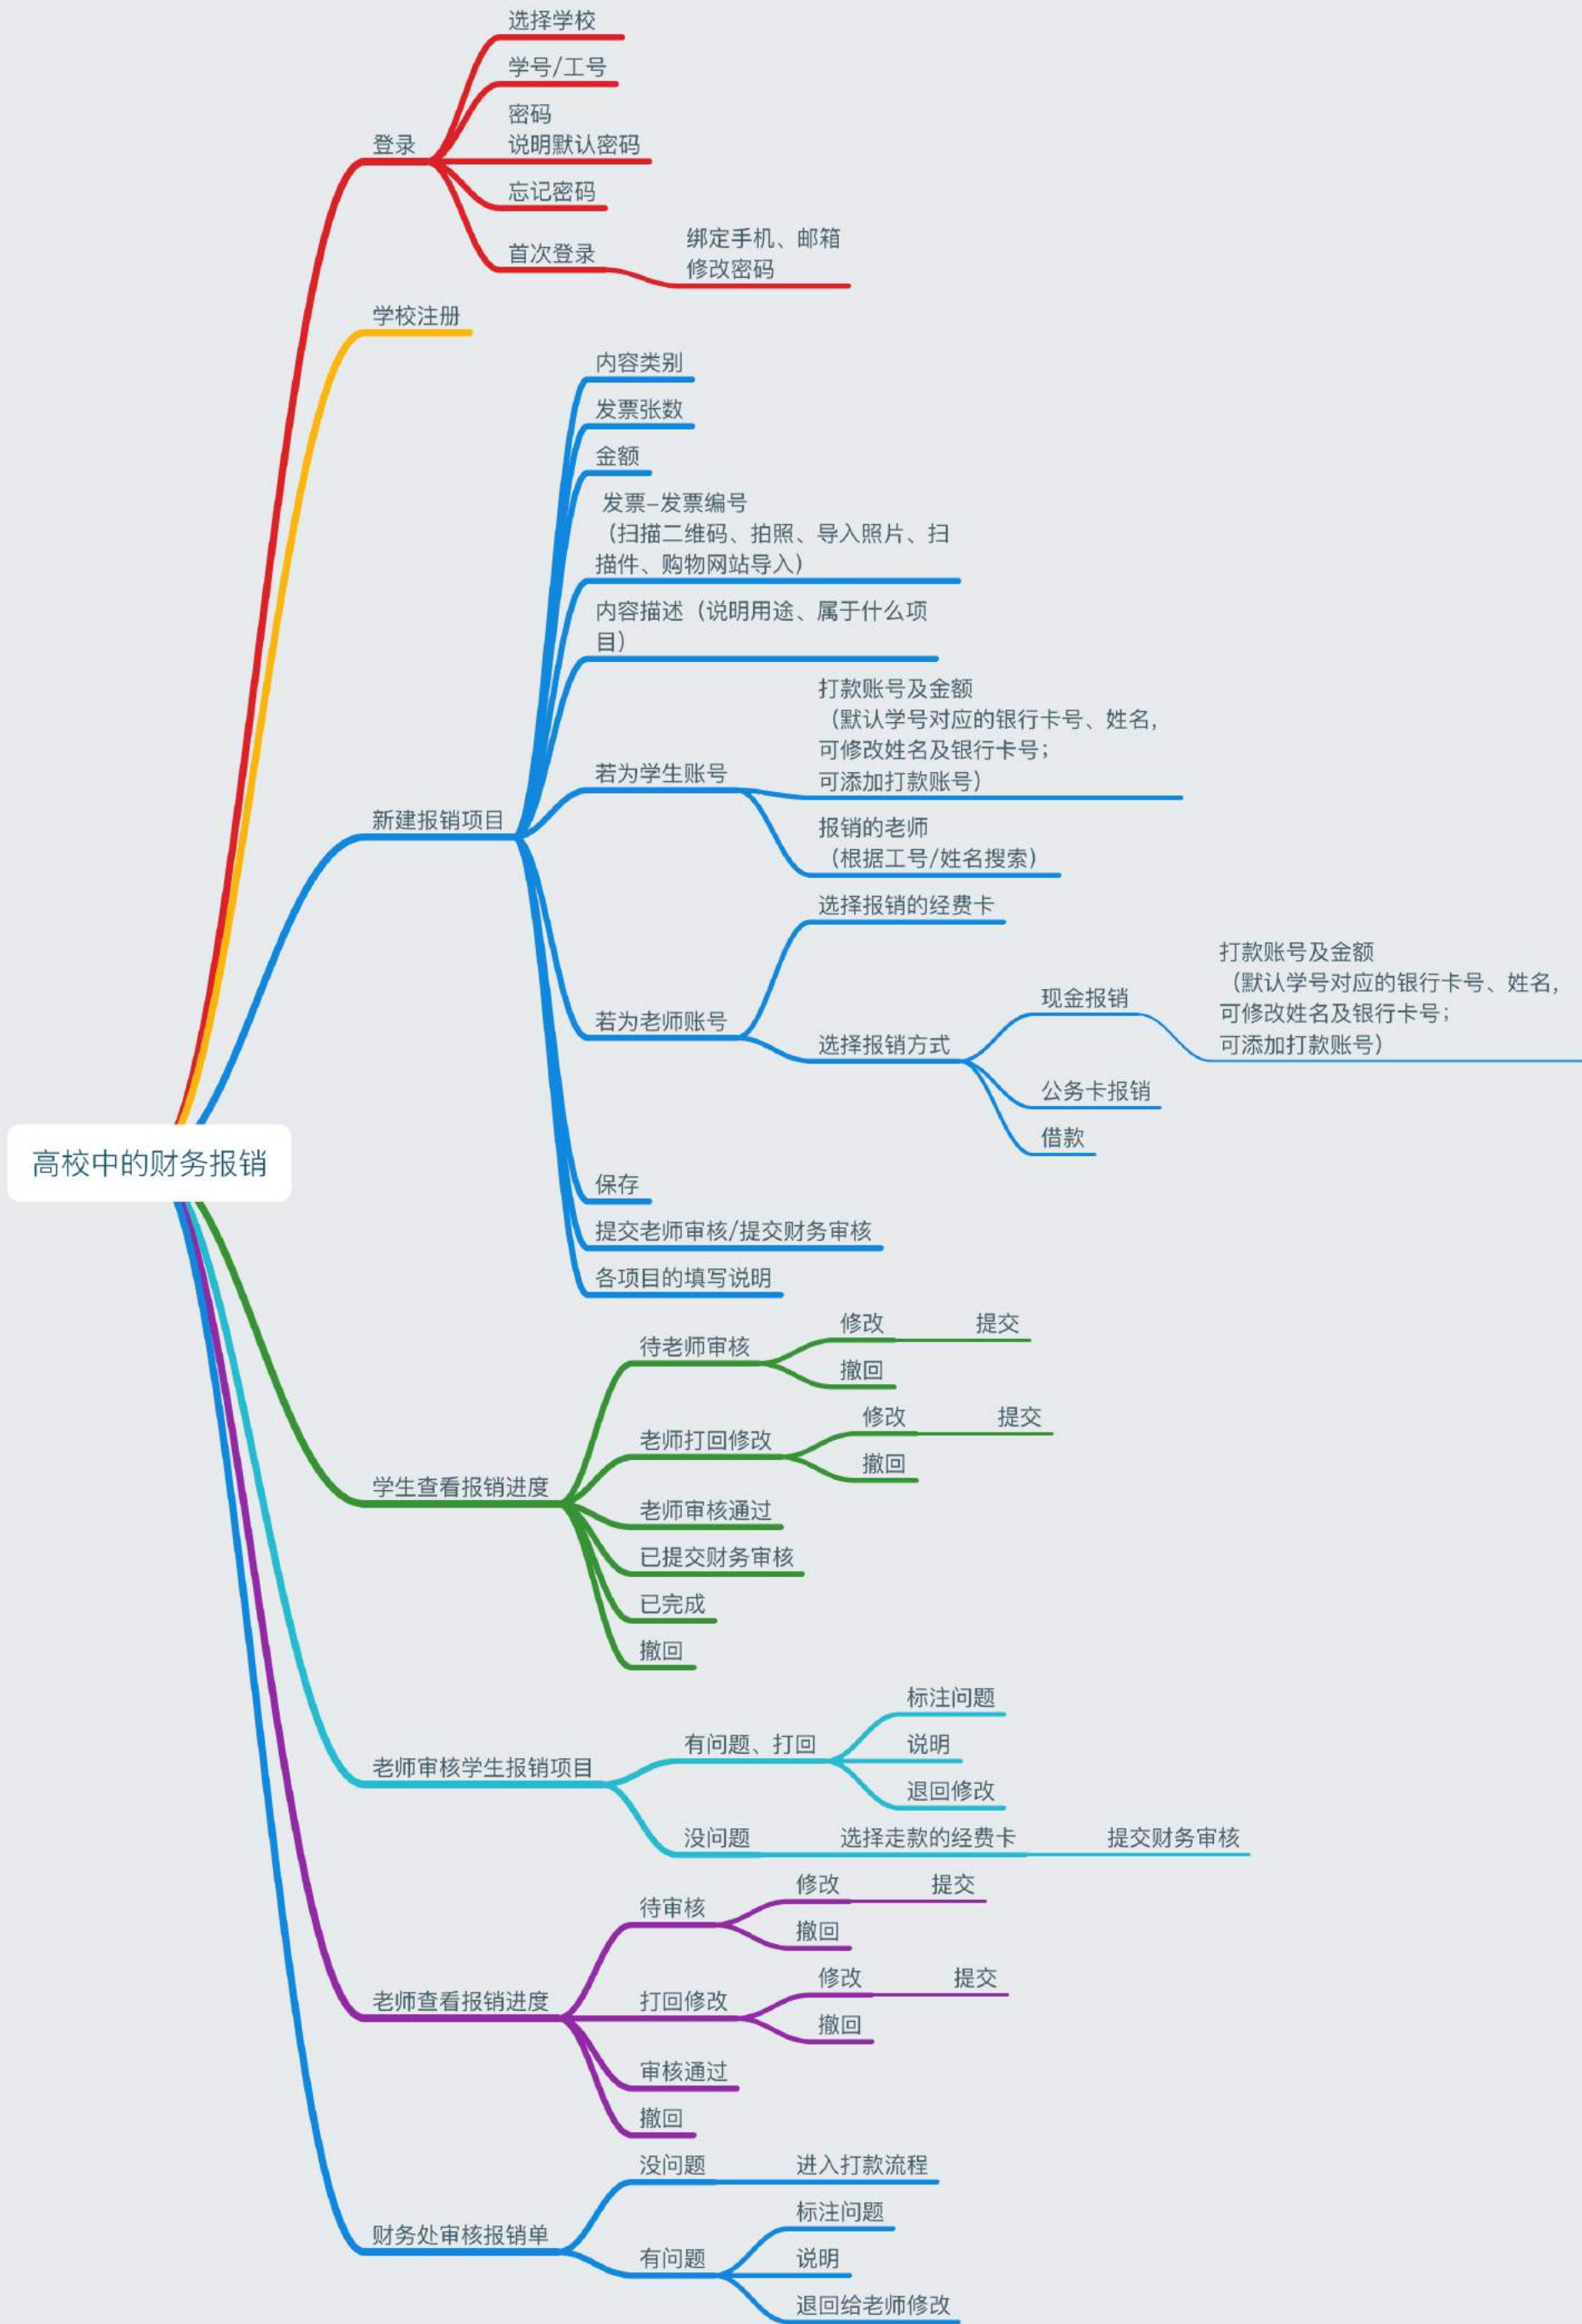 选择学校
学号/工号
密码
说明默认密码
登录
忘记密码
首次登录
绑定手机、邮箱
修改密码
学校注册
内容类别
发票张数
金额
发票–发票编号
（扫描二维码、拍照、导入照片、扫
描件、购物网站导入）
内容描述（说明用途、属于什么项
目）
打款账号及金额
（默认学号对应的银行卡号、姓名，
可修改姓名及银行卡号；
可添加打款账号）
若为学生账号
报销的老师
（根据工号/姓名搜索）
新建报销项目
选择报销的经费卡
若为老师账号
选择报销方式
现金报销
打款账号及金额
（默认学号对应的银行卡号、姓名，
可修改姓名及银行卡号；
可添加打款账号）
公务卡报销
借款
高校中的财务报销
保存
提交老师审核/提交财务审核
各项目的填写说明
待老师审核
修改
提交
撤回
老师打回修改
修改
提交
撤回
学生查看报销进度
老师审核通过
已提交财务审核
已完成
撤回
老师审核学生报销项目
有问题、打回
标注问题
说明
退回修改
没问题
选择走款的经费卡
提交财务审核
待审核
修改
提交
撤回
老师查看报销进度
打回修改
修改
提交
撤回
审核通过
撤回
财务处审核报销单
没问题
进入打款流程
有问题
标注问题
说明
退回给老师修改